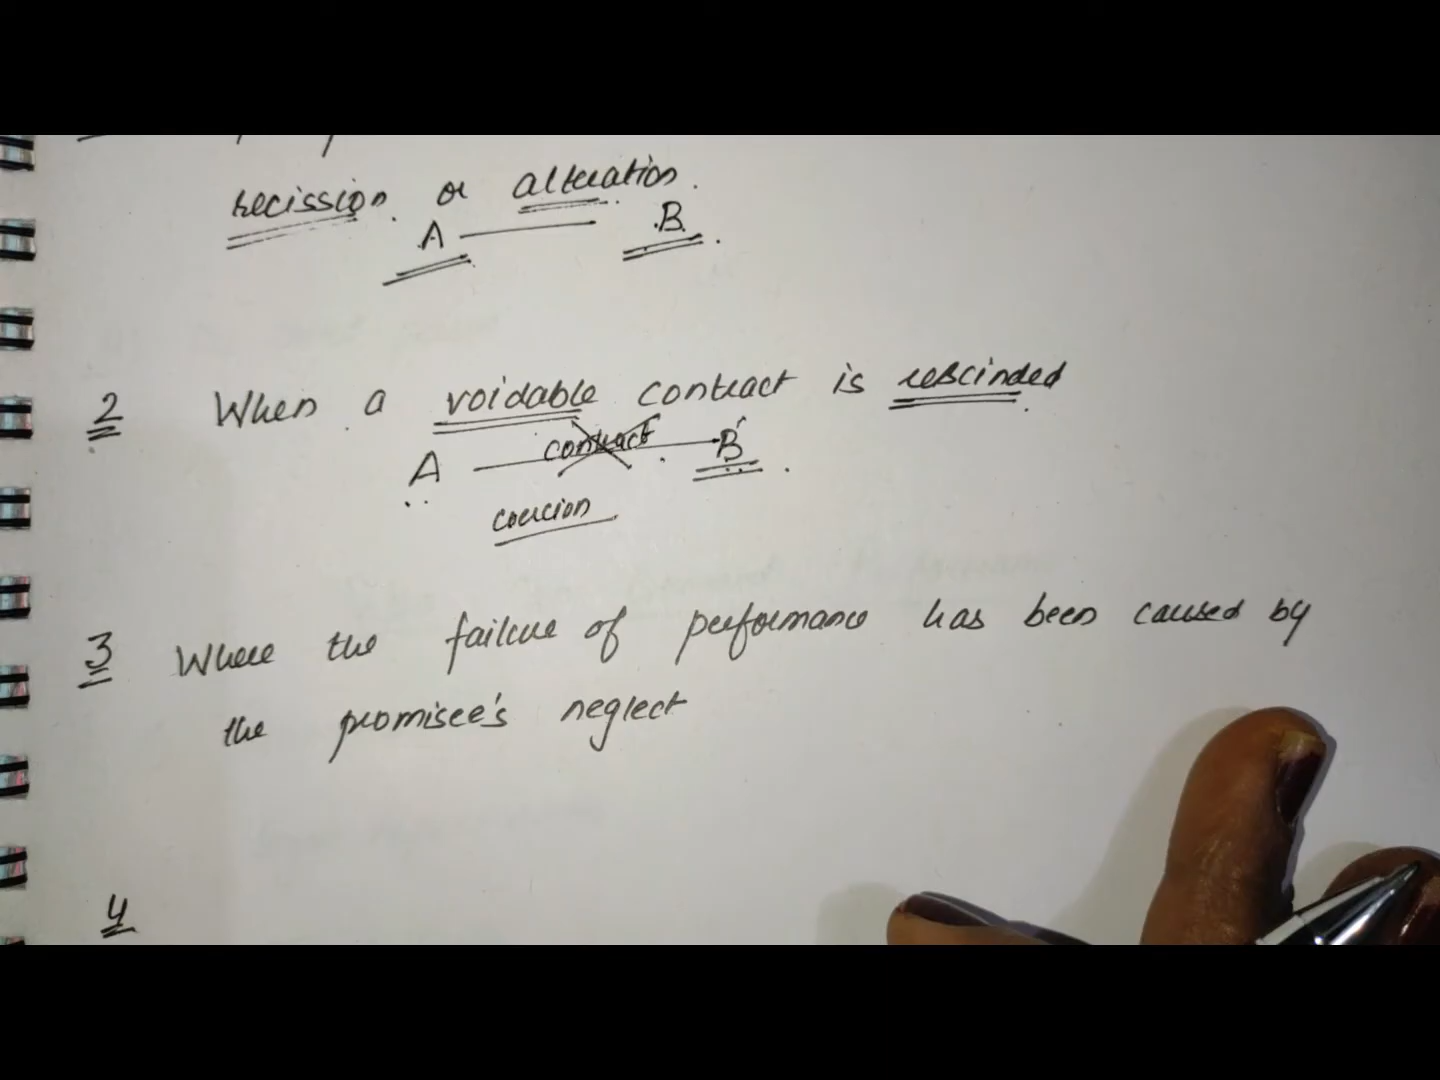 recission or alteration.
A B
2 When a voidable contract is rescinded
A contract B
coercion
3 Where the failure of performance has been caused by
the promisee's neglect
4